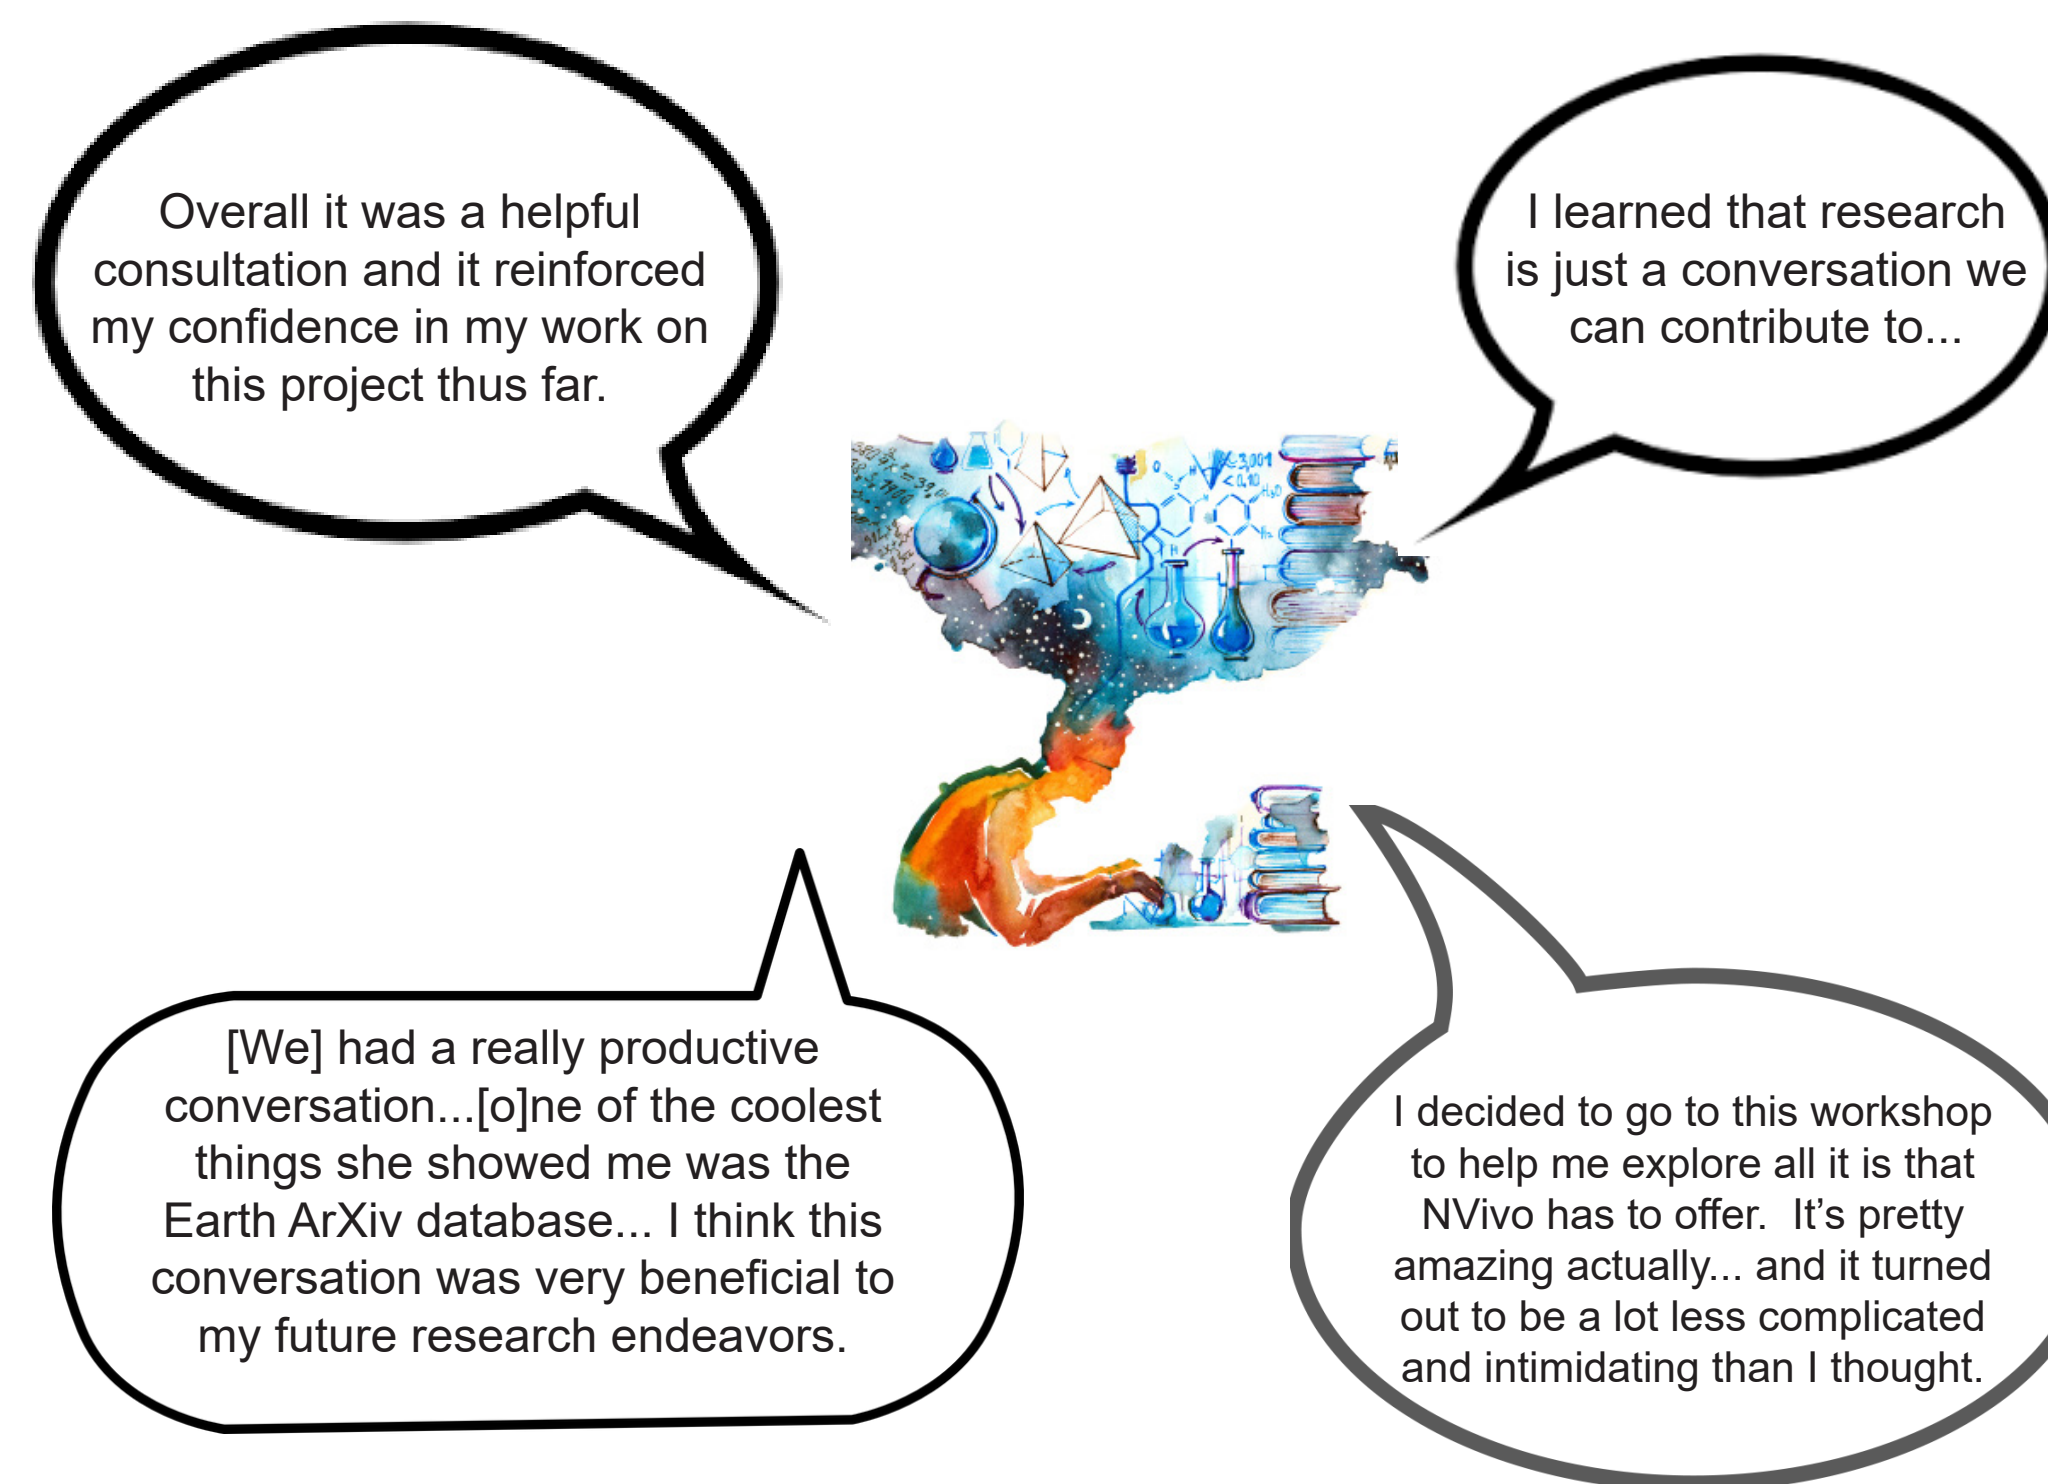 Overall it was a helpful
consultation and it reinforced
my confidence in my work on
this project thus far.
I learned that research
is just a conversation we
can contribute to...
[We] had a really productive
conversation...[o]ne of the coolest
things she showed me was the
Earth ArXiv database... I think this
conversation was very beneficial to
my future research endeavors.
I decided to go to this workshop
to help me explore all it is that
NVivo has to offer.  It’s pretty
amazing actually... and it turned
out to be a lot less complicated
and intimidating than I thought.